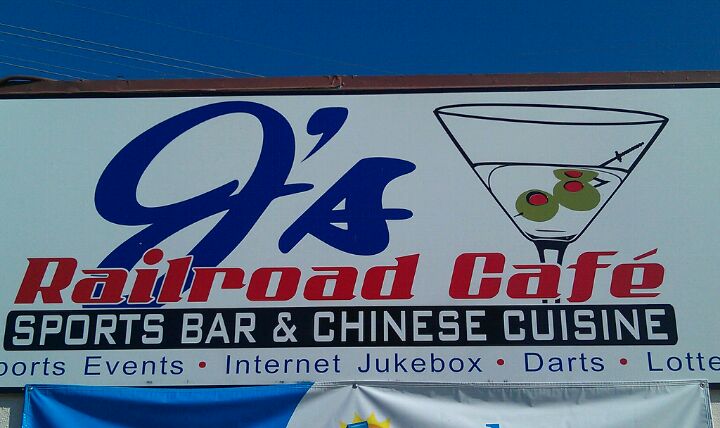 J's
Railroad Café
SPORTS BAR & CHINESE CUISINE
ports Events • Internet Jukebox • Darts • Lotte